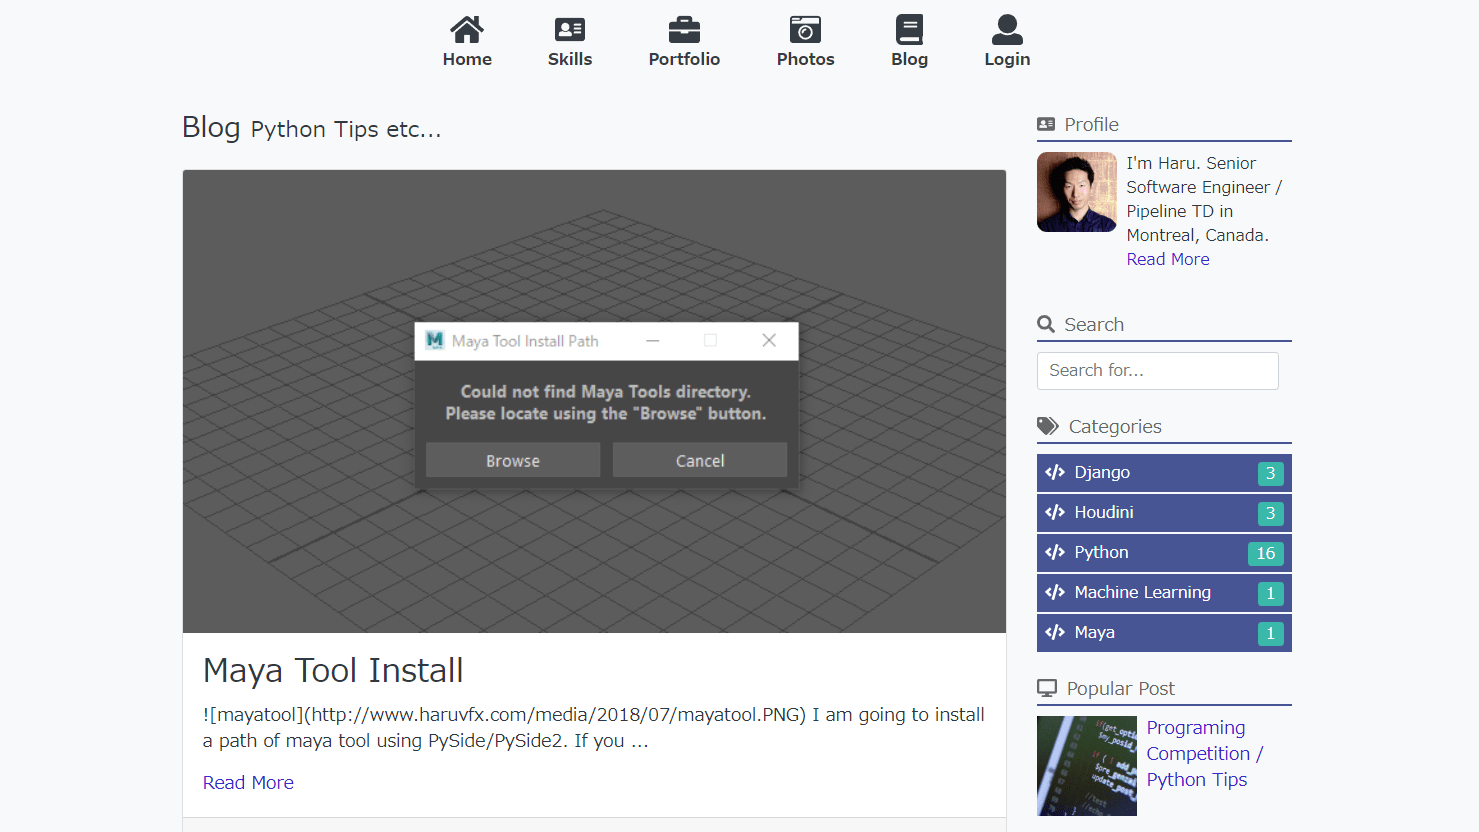 Home Skills Portfolio Photos Blog Login
Blog Python Tips etc...
Maya Tool Install Path
Could not find Maya Tools directory.
Please locate using the "Browse" button.
Browse Cancel
Maya Tool Install
![mayatool](http://www.haruvfx.com/media/2018/07/mayatool.PNG) I am going to install
a path of maya tool using PySide/PySide2. If you ...
Read More
Profile
I'm Haru. Senior
Software Engineer /
Pipeline TD in
Montreal, Canada.
Read More
Search
Search for...
Categories
Django 3
Houdini 3
Python 16
Machine Learning 1
Maya 1
Popular Post
Programing
Competition /
Python Tips